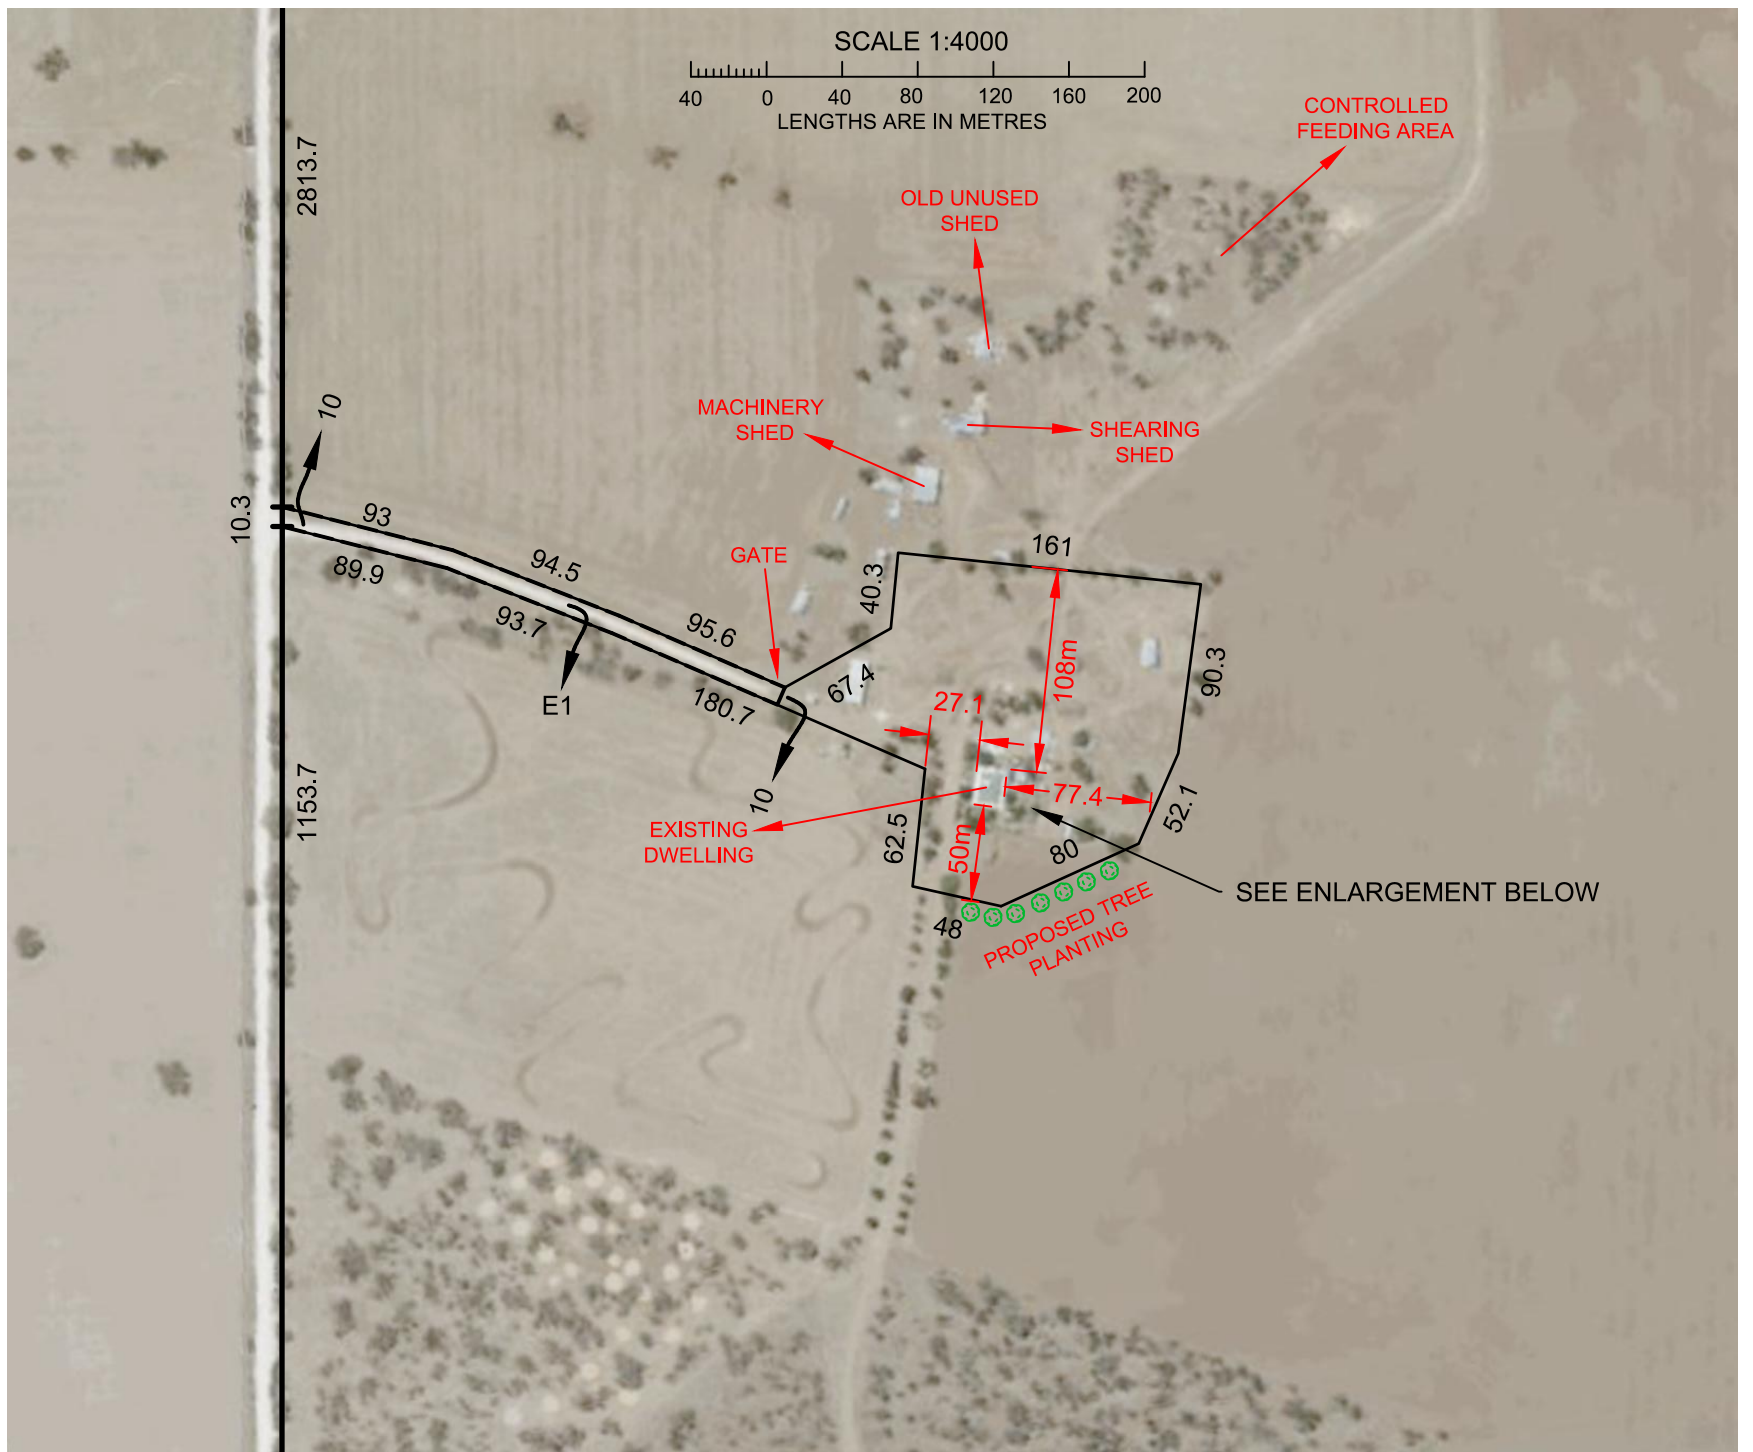 SCALE 1:4000
40 0 40 80 120 160 200
LENGTHS ARE IN METRES
CONTROLLED
FEEDING AREA
2813.7
OLD UNUSED
SHED
10
MACHINERY
SHED
SHEARING
SHED
10.3
93
161
GATE
94.5
89.9
40.3
93.7
95.6
108m
90.3
67.4
E1
180.7
27.1
1153.7
10
77.4
52.1
EXISTING
DWELLING
62.5
50m
80
SEE ENLARGEMENT BELOW
48
PROPOSED TREE
PLANTING